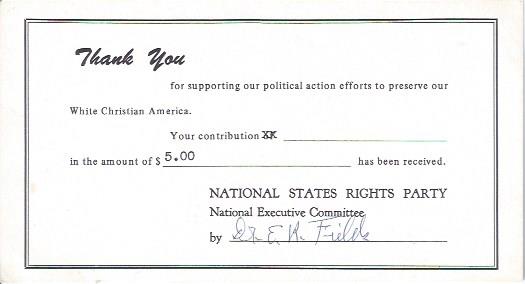 Thank You
for supporting our political action efforts to preserve our
White Christian America.
Your contribution
in the amount of $ 5.00 has been received.
NATIONAL STATES RIGHTS PARTY
National Executive Committee
by Dr. E. R. Fields